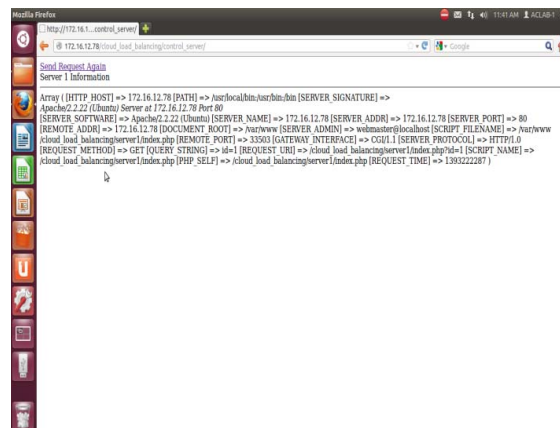 Mozilla Firefox
11:41 AM ACLAB-1
http://172.16.1...control_server/
172.16.12.78/cloud_load_balancing/control_server/
Google
Send Request Again
Server 1 Information
Array ( [HTTP_HOST] => 172.16.12.78 [PATH] => /usr/local/bin:/usr/bin:/bin [SERVER_SIGNATURE] =>
Apache/2.2.22 (Ubuntu) Server at 172.16.12.78 Port 80
[SERVER_SOFTWARE] => Apache/2.2.22 (Ubuntu) [SERVER_NAME] => 172.16.12.78 [SERVER_ADDR] => 172.16.12.78 [SERVER_PORT] => 80
[REMOTE_ADDR] => 172.16.12.78 [DOCUMENT_ROOT] => /var/www [SERVER_ADMIN] => webmaster@localhost [SCRIPT_FILENAME] => /var/www
/cloud_load_balancing/server1/index.php [REMOTE_PORT] => 33503 [GATEWAY_INTERFACE] => CGI/1.1 [SERVER_PROTOCOL] => HTTP/1.0
[REQUEST_METHOD] => GET [QUERY_STRING] => id=1 [REQUEST_URI] => /cloud_load_balancing/server1/index.php?id=1 [SCRIPT_NAME] =>
/cloud_load_balancing/server1/index.php [PHP_SELF] => /cloud_load_balancing/server1/index.php [REQUEST_TIME] => 1393222287 )